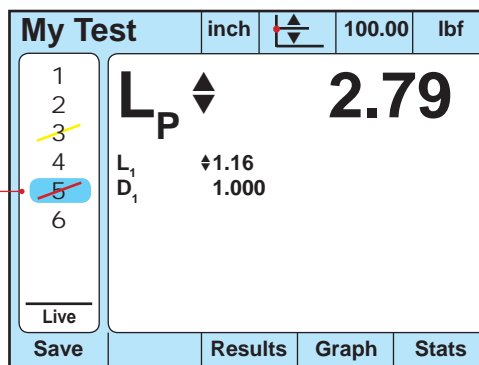 My Test inch 100.00 lbf
1
2
3
4
5
6
Live
LP 2.79
L1 1.16
D1 1.000
Save Results Graph Stats